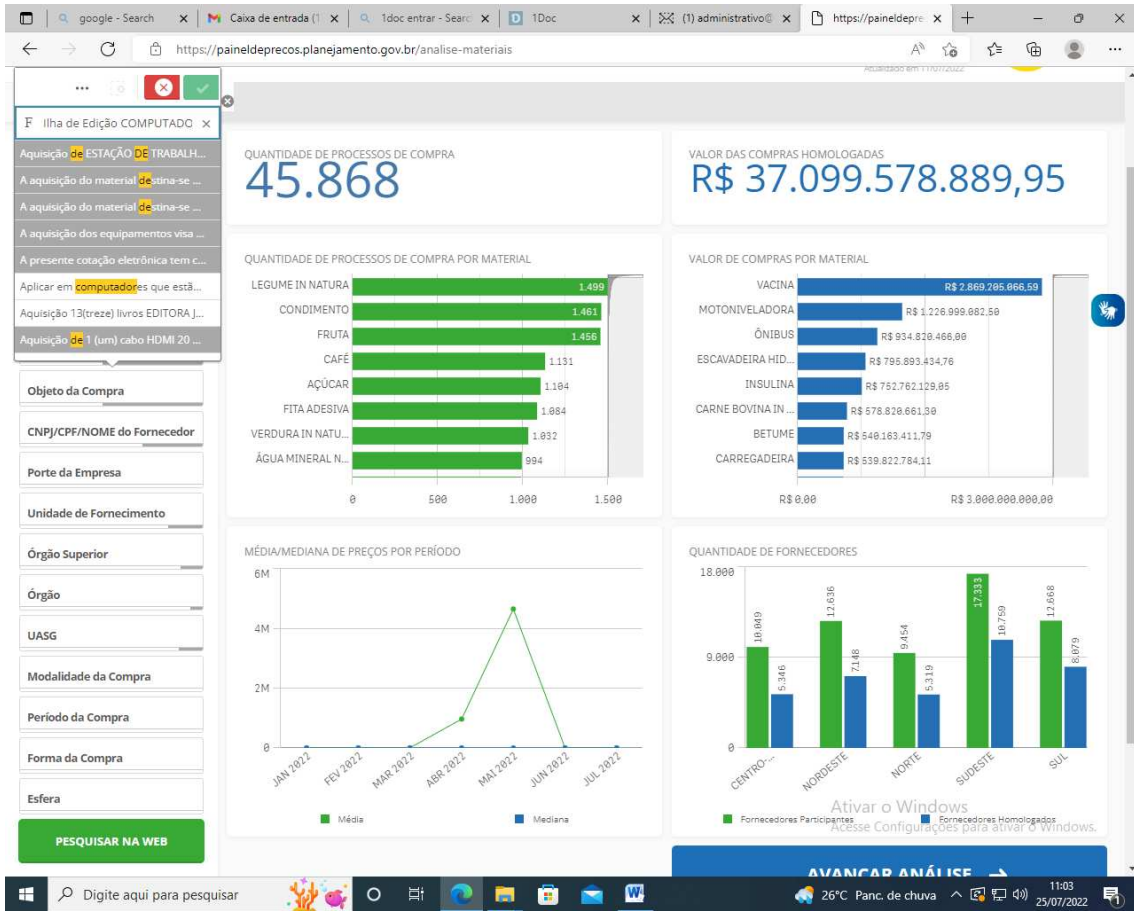 google - Search
Caixa de entrada (1
1doc entrar - Searc
1Doc
(1) administrativo@
https://paineldepre
https://paineldeprecos.planejamento.gov.br/analise-materiais
Atualizado em 11/07/2022
F Ilha de Edição COMPUTADO
Aquisição de ESTAÇÃO DE TRABALH...
A aquisição do material destina-se ...
A aquisição do material destina-se ...
A aquisição dos equipamentos visa ...
A presente cotação eletrônica tem c...
Aplicar em computadores que estã...
Aquisição 13(treze) livros EDITORA J...
Aquisição de 1 (um) cabo HDMI 20 ...
Objeto da Compra
CNPJ/CPF/NOME do Fornecedor
Porte da Empresa
Unidade de Fornecimento
Órgão Superior
Órgão
UASG
Modalidade da Compra
Período da Compra
Forma da Compra
Esfera
PESQUISAR NA WEB
QUANTIDADE DE PROCESSOS DE COMPRA
45.868
VALOR DAS COMPRAS HOMOLOGADAS
R$ 37.099.578.889,95
QUANTIDADE DE PROCESSOS DE COMPRA POR MATERIAL
LEGUME IN NATURA 1.499
CONDIMENTO 1.461
FRUTA 1.456
CAFÉ 1.131
AÇÚCAR 1.104
FITA ADESIVA 1.084
VERDURA IN NATU... 1.032
ÁGUA MINERAL N... 994
0 500 1.000 1.500
VALOR DE COMPRAS POR MATERIAL
VACINA R$ 2.869.205.066,59
MOTONIVELADORA R$ 1.226.999.082,50
ÔNIBUS R$ 934.820.466,00
ESCAVADEIRA HID... R$ 795.893.434,76
INSULINA R$ 752.762.129,05
CARNE BOVINA IN ... R$ 578.820.661,30
BETUME R$ 540.163.411,79
CARREGADEIRA R$ 539.822.784,11
R$ 0,00 R$ 3.000.000.000,00
MÉDIA/MEDIANA DE PREÇOS POR PERÍODO
6M
4M
2M
0
JAN 2022 FEV 2022 MAR 2022 ABR 2022 MAI 2022 JUN 2022 JUL 2022
Média Mediana
QUANTIDADE DE FORNECEDORES
18.000
9.000
0
10.049 5.346 12.636 7.148 9.454 5.319 17.333 10.759 12.668 8.079
CENTRO-... NORDESTE NORTE SUDESTE SUL
Fornecedores Participantes Fornecedores Homologados
Ativar o Windows
Acesse Configurações para ativar o Windows.
AVANÇAR ANÁLISE
Digite aqui para pesquisar
26°C Panc. de chuva
11:03
25/07/2022
1